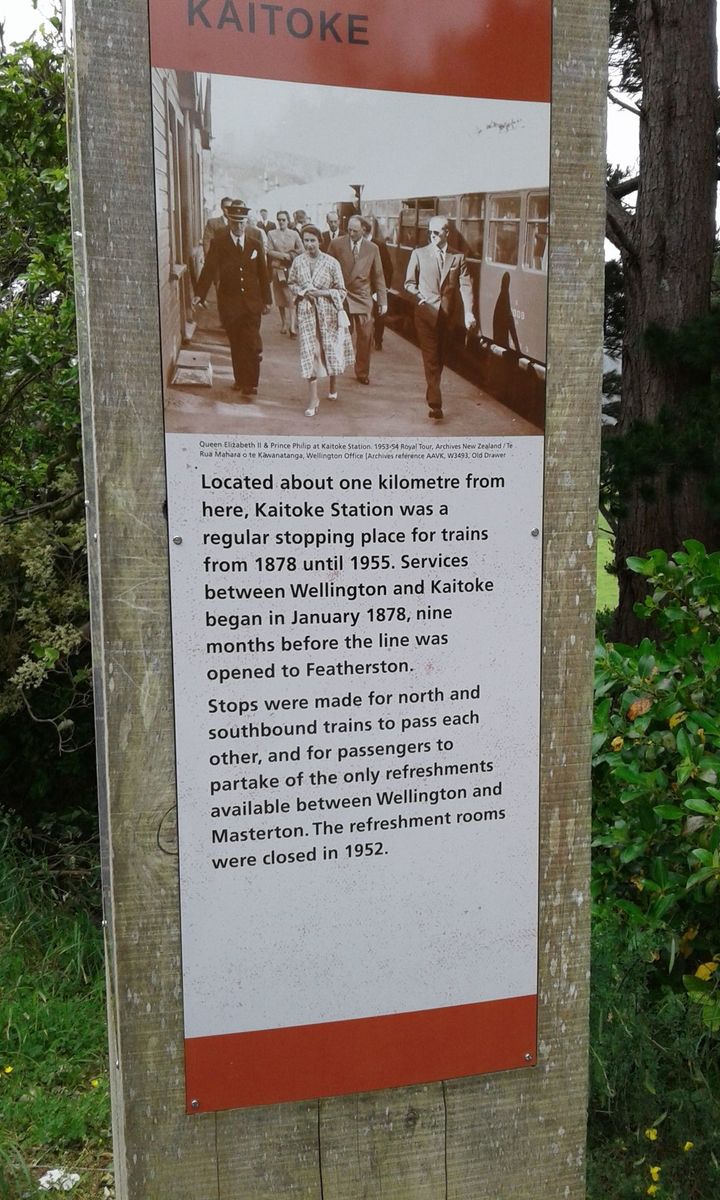 KAITOKE
Queen Elizabeth II & Prince Philip at Kaitoke Station. 1953-54 Royal Tour, Archives New Zealand / Te
Rua Mahara o te Kāwanatanga, Wellington Office [Archives reference AAVK, W3493, Old Drawer
Located about one kilometre from
here, Kaitoke Station was a
regular stopping place for trains
from 1878 until 1955. Services
between Wellington and Kaitoke
began in January 1878, nine
months before the line was
opened to Featherston.
Stops were made for north and
southbound trains to pass each
other, and for passengers to
partake of the only refreshments
available between Wellington and
Masterton. The refreshment rooms
were closed in 1952.